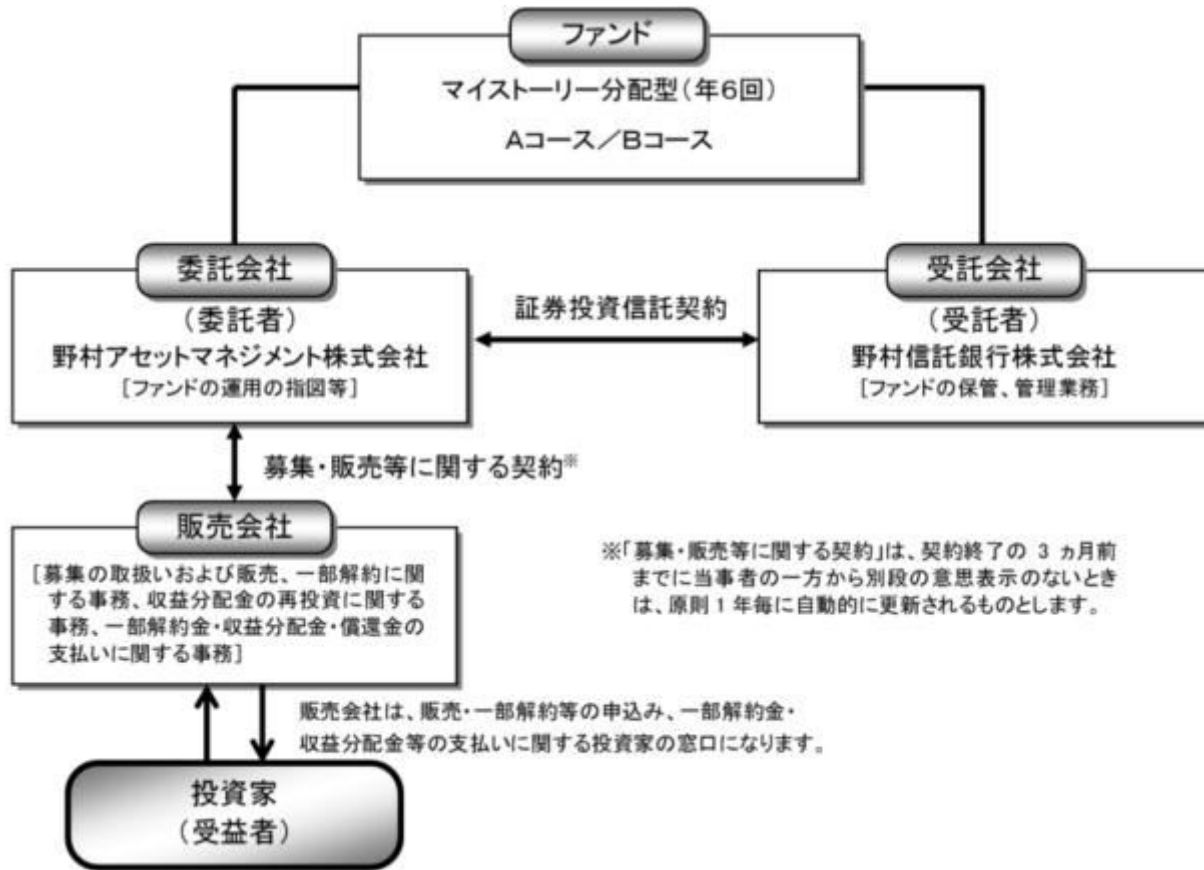 ファンド
マイストーリー分配型(年6回)
Aコース/Bコース
委託会社
(委託者)
野村アセットマネジメント株式会社
[ファンドの運用の指図等]
証券投資信託契約
受託会社
(受託者)
野村信託銀行株式会社
[ファンドの保管、管理業務]
募集・販売等に関する契約※
販売会社
[募集の取扱いおよび販売、一部解約に関
する事務、収益分配金の再投資に関する
事務、一部解約金・収益分配金・償還金の
支払いに関する事務]
※「募集・販売等に関する契約」は、契約終了の 3 ヵ月前
までに当事者の一方から別段の意思表示のないとき
は、原則 1 年毎に自動的に更新されるものとします。
販売会社は、販売・一部解約等の申込み、一部解約金・
収益分配金等の支払いに関する投資家の窓口になります。
投資家
(受益者)